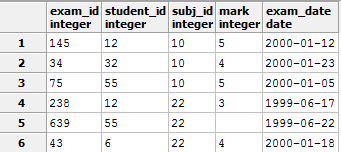 exam_id student_id subj_id mark exam_date
integer integer integer integer date
1 145 12 10 5 2000-01-12
2 34 32 10 4 2000-01-23
3 75 55 10 5 2000-01-05
4 238 12 22 3 1999-06-17
5 639 55 22 1999-06-22
6 43 6 22 4 2000-01-18